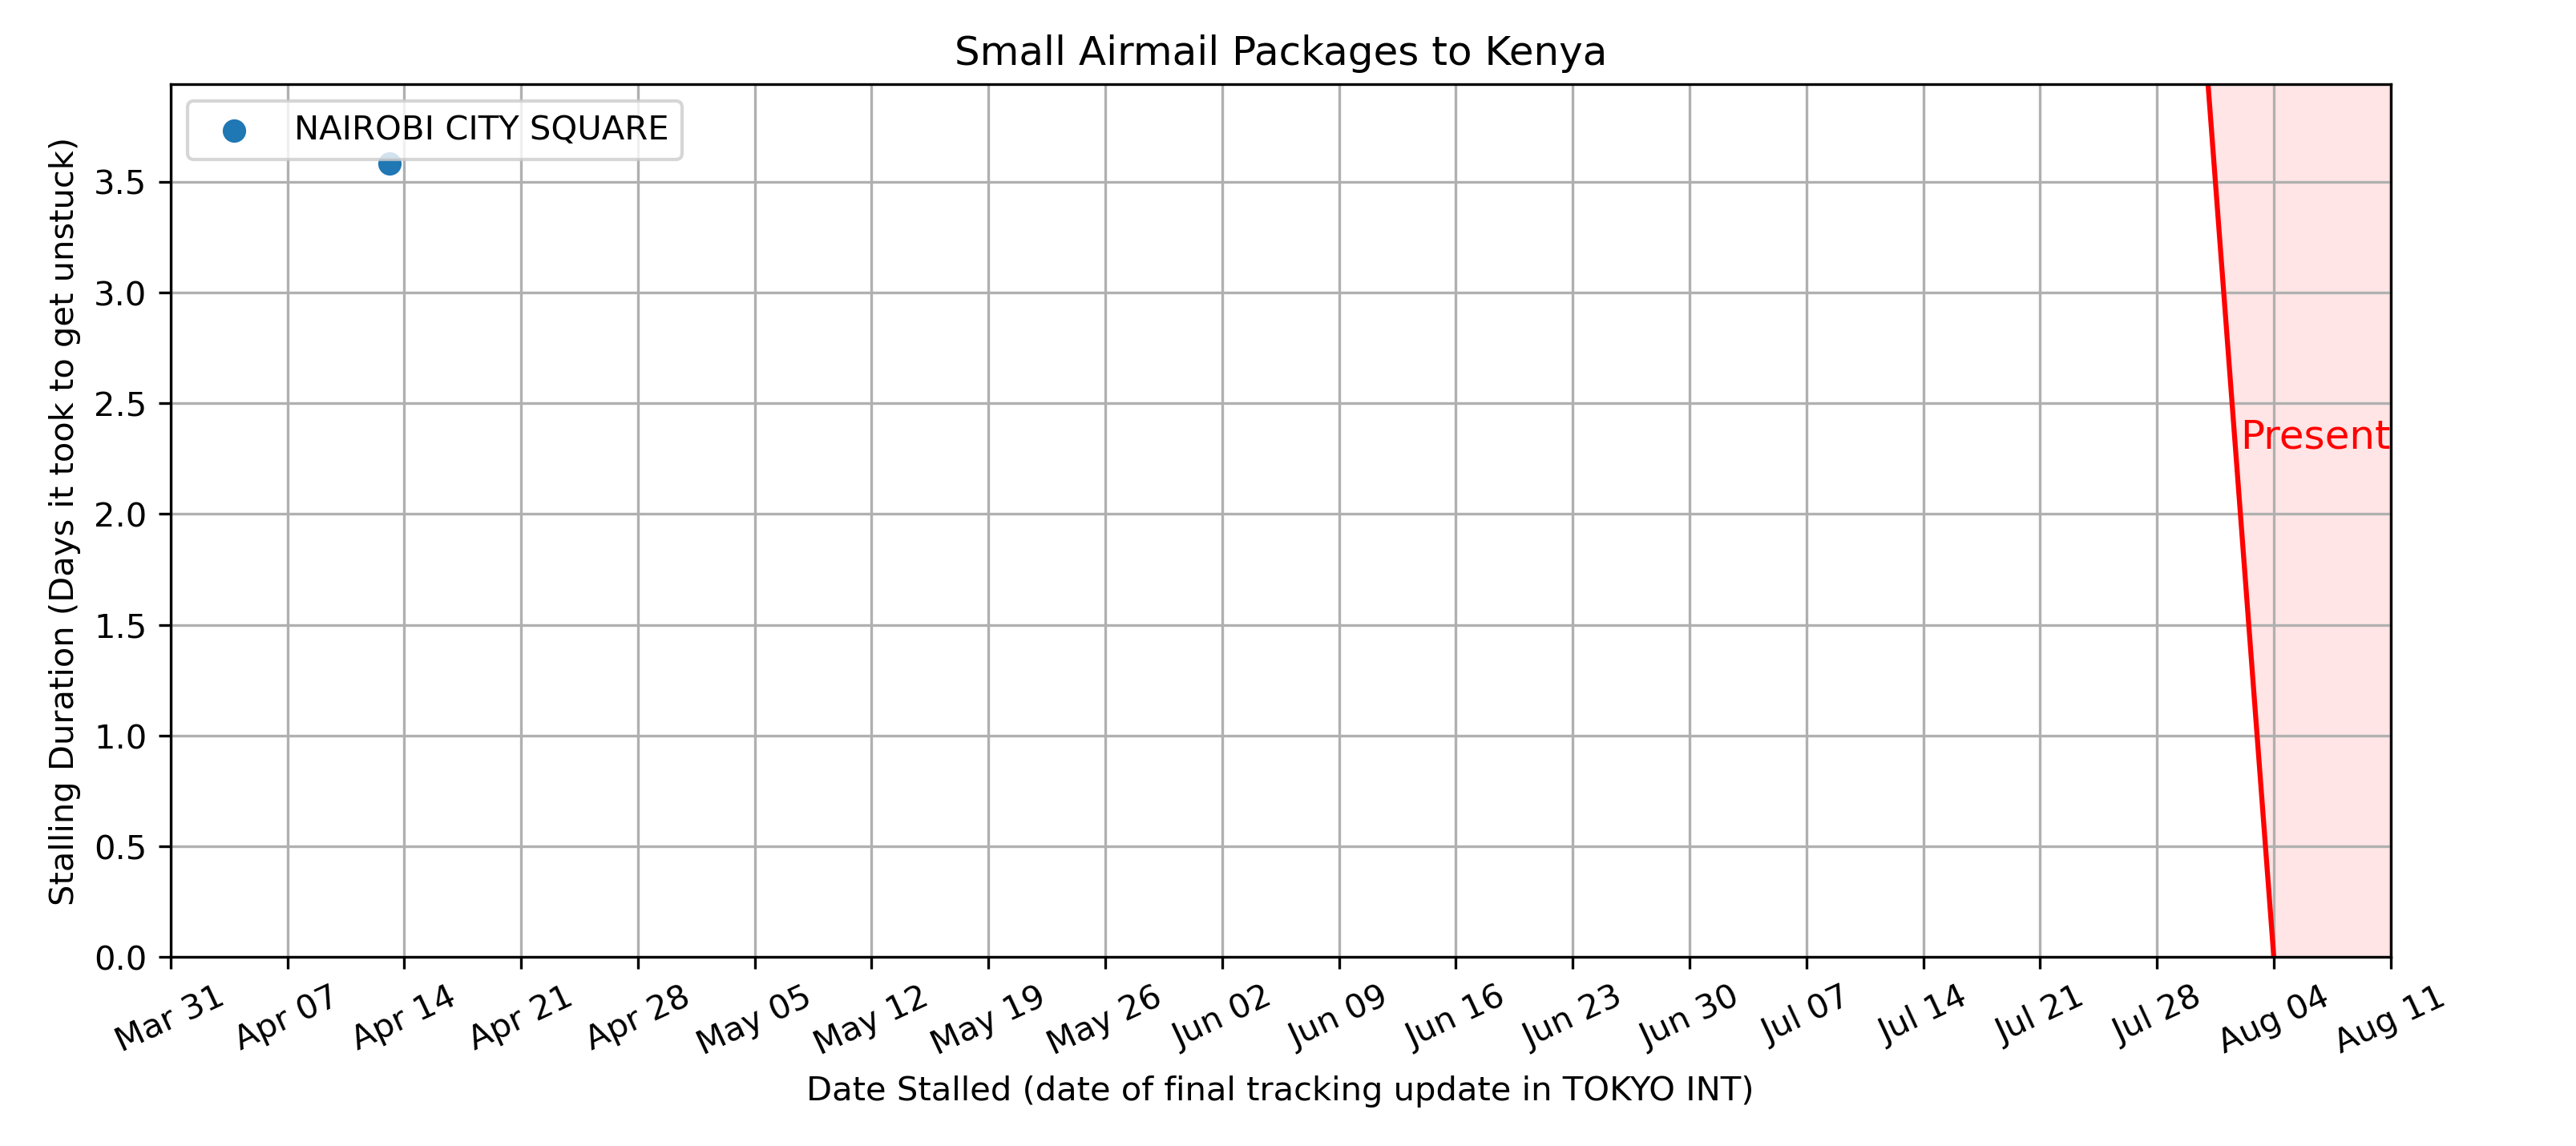 Small Airmail Packages to Kenya
NAIROBI CITY SQUARE
Stalling Duration (Days it took to get unstuck)
3.5
3.0
2.5
2.0
1.5
1.0
0.5
0.0
Present
Mar 31
Apr 07
Apr 14
Apr 21
Apr 28
May 05
May 12
May 19
May 26
Jun 02
Jun 09
Jun 16
Jun 23
Jun 30
Jul 07
Jul 14
Jul 21
Jul 28
Aug 04
Aug 11
Date Stalled (date of final tracking update in TOKYO INT)